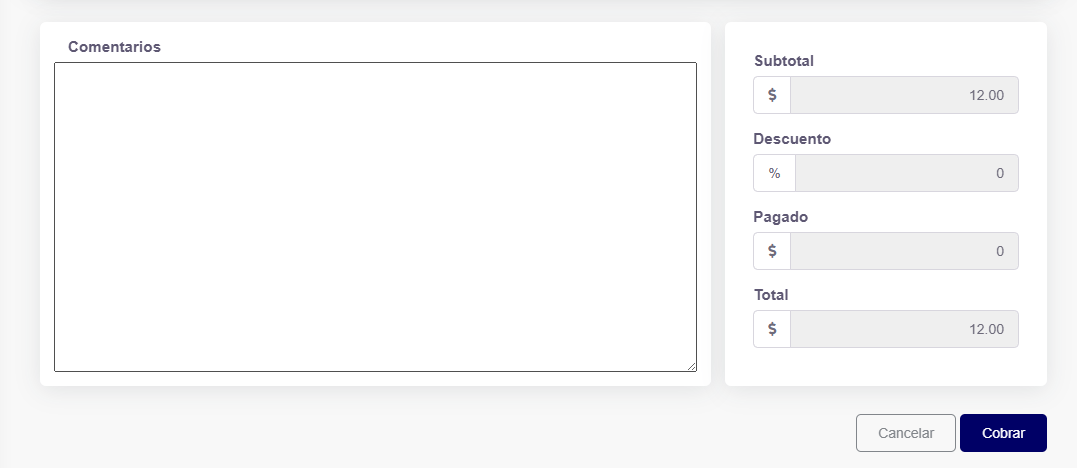 Comentarios
Subtotal
$ 12.00
Descuento
% 0
Pagado
$ 0
Total
$ 12.00
Cancelar
Cobrar